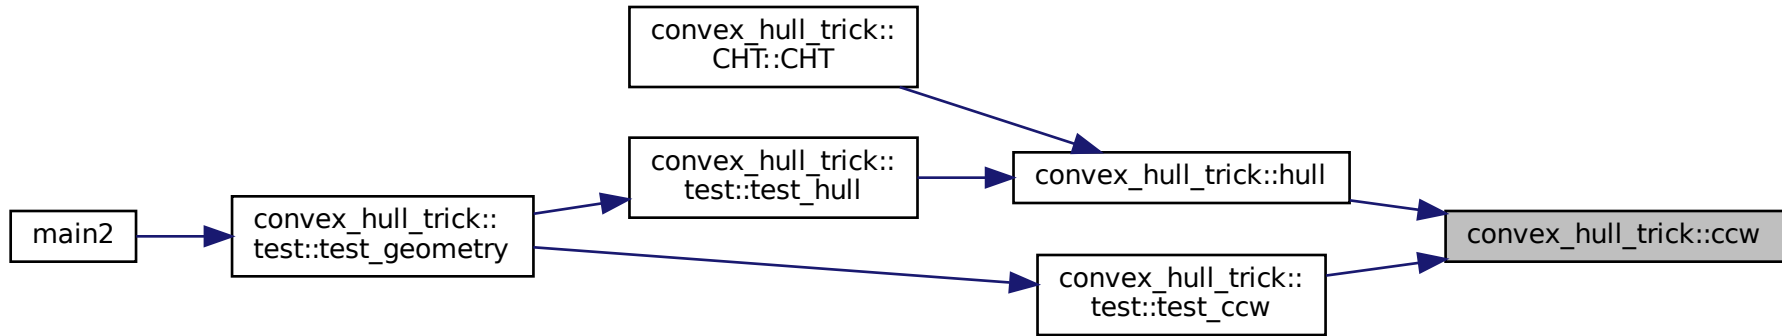 convex_hull_trick::
CHT::CHT
convex_hull_trick::
test::test_hull
convex_hull_trick::hull
main2
convex_hull_trick::
test::test_geometry
convex_hull_trick::ccw
convex_hull_trick::
test::test_ccw